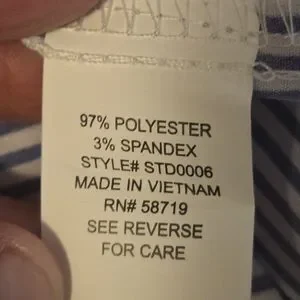 97% POLYESTER
3% SPANDEX
STYLE# STD0006
MADE IN VIETNAM
RN# 58719
SEE REVERSE
FOR CARE